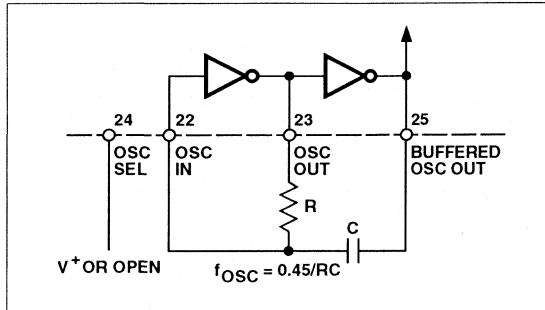 24
22
23
25
OSC
SEL
OSC
IN
OSC
OUT
BUFFERED
OSC OUT
R
C
V+ OR OPEN
fOSC = 0.45/RC